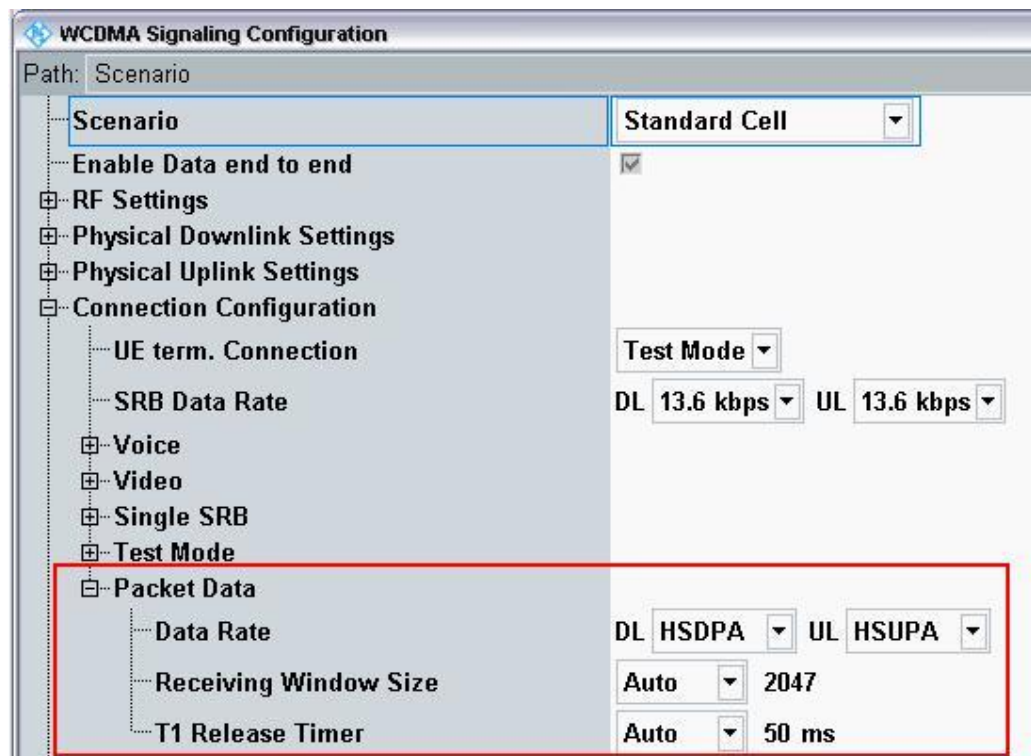 WCDMA Signaling Configuration
Path: Scenario
Scenario Standard Cell
Enable Data end to end
RF Settings
Physical Downlink Settings
Physical Uplink Settings
Connection Configuration
UE term. Connection Test Mode
SRB Data Rate DL 13.6 kbps UL 13.6 kbps
Voice
Video
Single SRB
Test Mode
Packet Data
Data Rate DL HSDPA UL HSUPA
Receiving Window Size Auto 2047
T1 Release Timer Auto 50 ms